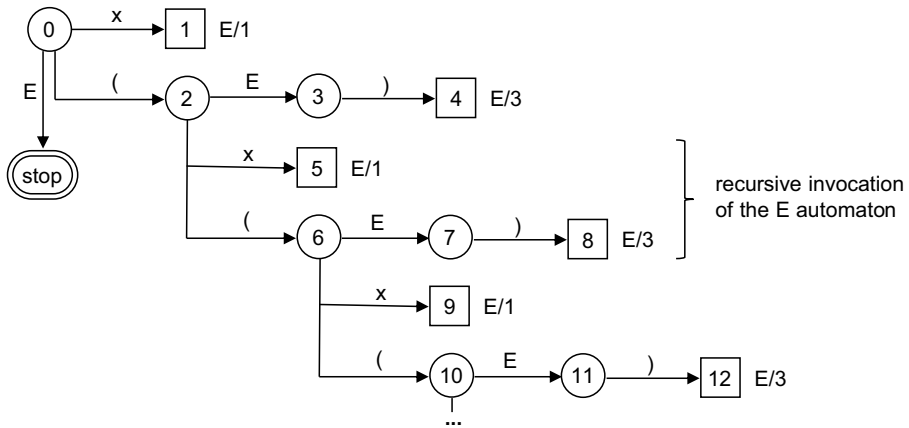 0 x 1 E/1
E ( 2 E 3 ) 4 E/3
stop x 5 E/1
recursive invocation
of the E automaton
( 6 E 7 ) 8 E/3
x 9 E/1
( 10 E 11 ) 12 E/3
...